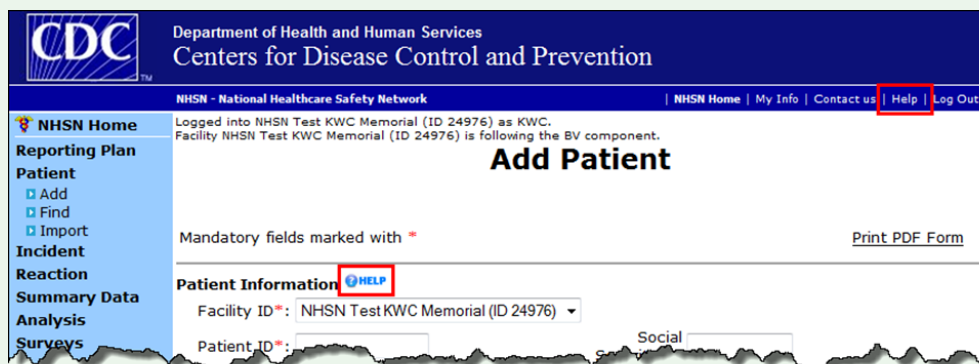 CDC
TM
Department of Health and Human Services
Centers for Disease Control and Prevention
NHSN - National Healthcare Safety Network | NHSN Home | My Info | Contact us | Help | Log Out
NHSN Home
Reporting Plan
Patient
Add
Find
Import
Incident
Reaction
Summary Data
Analysis
Surveys
Logged into NHSN Test KWC Memorial (ID 24976) as KWC.
Facility NHSN Test KWC Memorial (ID 24976) is following the BV component.
Add Patient
Mandatory fields marked with *
Print PDF Form
Patient Information ?HELP
Facility ID*: NHSN Test KWC Memorial (ID 24976)
Patient ID*:
Social